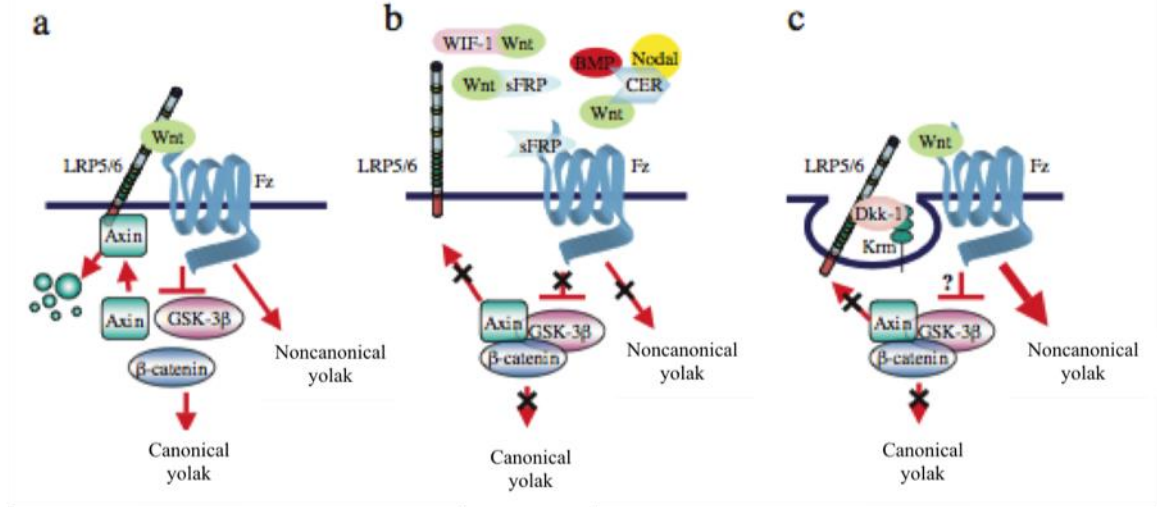 a
Wnt
LRP5/6
Fz
Axin
Axin
GSK-3β
β-catenin
Noncanonical
yolak
Canonical
yolak
b
WIF-1 Wnt
Wnt sFRP
BMP
Nodal
CER
Wnt
sFRP
LRP5/6
Fz
Axin
GSK-3β
β-catenin
Noncanonical
yolak
Canonical
yolak
c
Wnt
LRP5/6
Fz
Dkk-1
Krm
?
Axin
GSK-3β
β-catenin
Noncanonical
yolak
Canonical
yolak